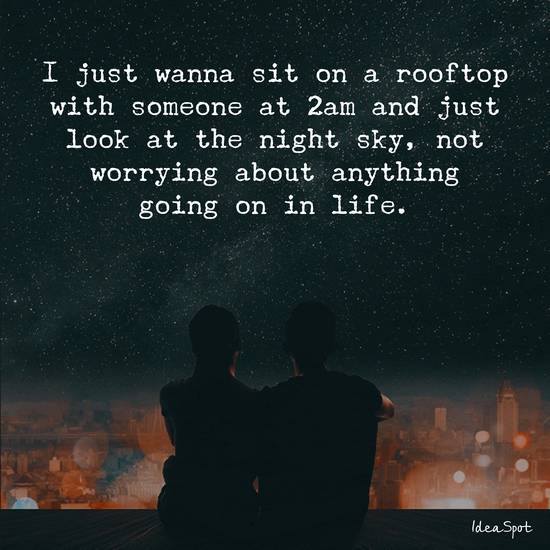 I just wanna sit on a rooftop
with someone at 2am and just
look at the night sky, not
worrying about anything
going on in life.
IdeaSpot